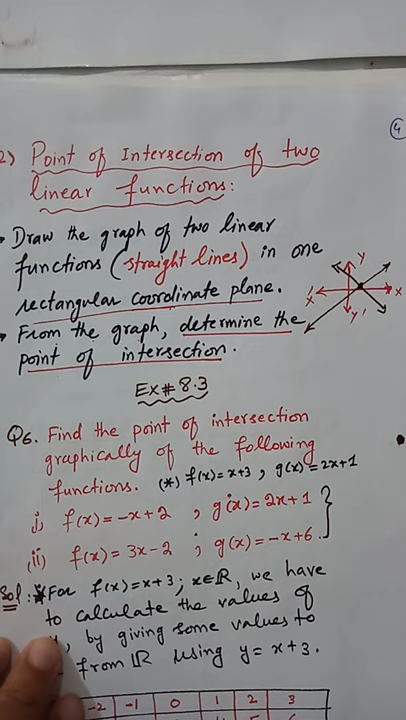 2) Point of Intersection of two
linear functions:
Draw the graph of two linear
functions (straight lines) in one
rectangular coordinate plane.
From the graph, determine the
point of intersection.
Y
X' X
Y'
4
EX# 8.3
Q6. Find the point of intersection
graphically of the following
functions. (*) f(x)=x+3 , g(x)=2x+1
i) f(x)=-x+2 , g(x)=2x+1
(ii) f(x)=3x-2 ; g(x)=-x+6.
Sol: * For f(x)=x+3; x∈ℝ, we have
to calculate the values of
, by giving some values to
from ℝ using y=x+3.
-2 -1 0 1 2 3